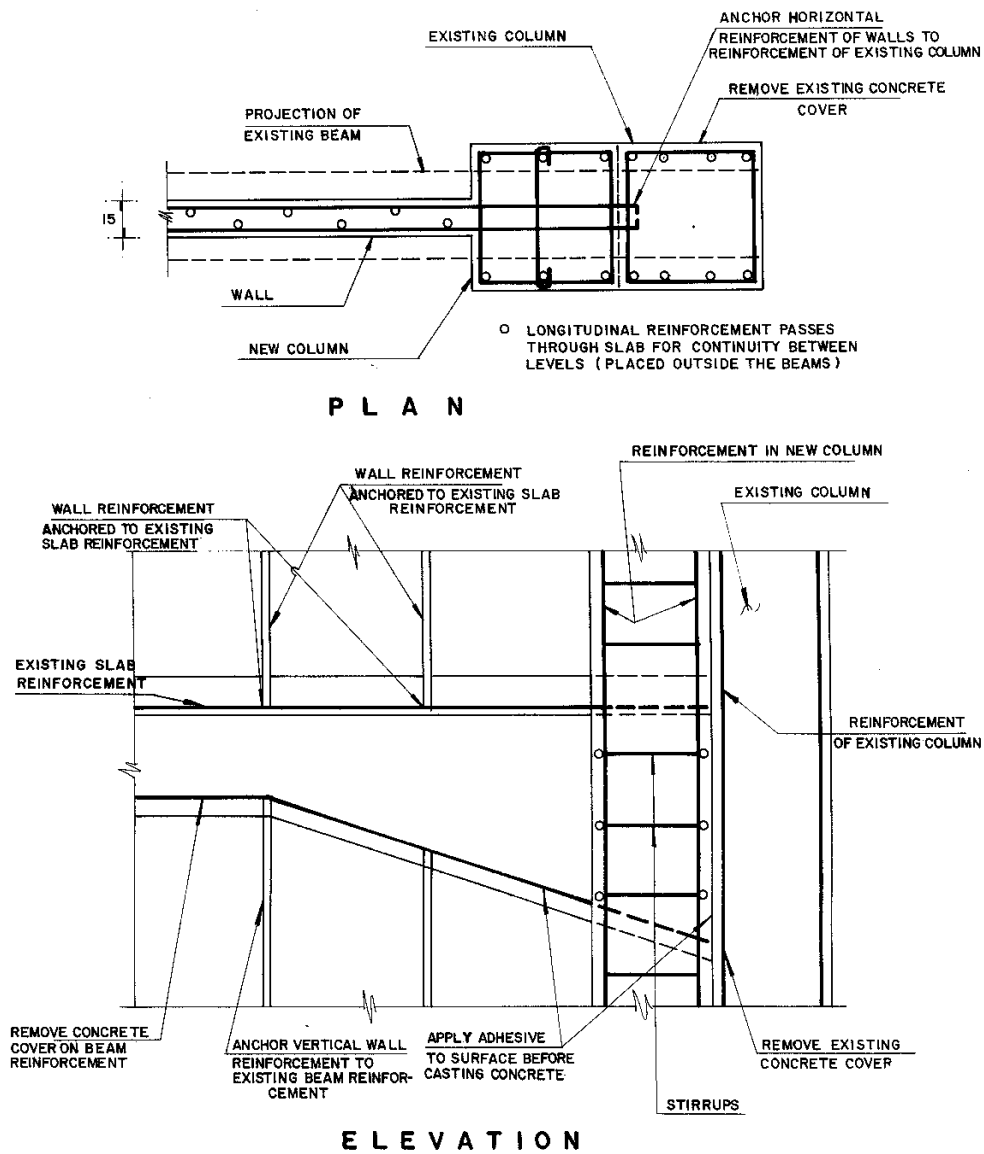 ANCHOR HORIZONTAL
REINFORCEMENT OF WALLS TO
REINFORCEMENT OF EXISTING COLUMN
EXISTING COLUMN
REMOVE EXISTING CONCRETE
COVER
PROJECTION OF
EXISTING BEAM
15
WALL
NEW COLUMN
O LONGITUDINAL REINFORCEMENT PASSES
THROUGH SLAB FOR CONTINUITY BETWEEN
LEVELS (PLACED OUTSIDE THE BEAMS)
PLAN
REINFORCEMENT IN NEW COLUMN
WALL REINFORCEMENT
ANCHORED TO EXISTING SLAB
REINFORCEMENT
EXISTING COLUMN
WALL REINFORCEMENT
ANCHORED TO EXISTING
SLAB REINFORCEMENT
EXISTING SLAB
REINFORCEMENT
REINFORCEMENT
OF EXISTING COLUMN
REMOVE CONCRETE
COVER ON BEAM
REINFORCEMENT
ANCHOR VERTICAL WALL
REINFORCEMENT TO
EXISTING BEAM REINFOR-
CEMENT
APPLY ADHESIVE
TO SURFACE BEFORE
CASTING CONCRETE
REMOVE EXISTING
CONCRETE COVER
STIRRUPS
ELEVATION